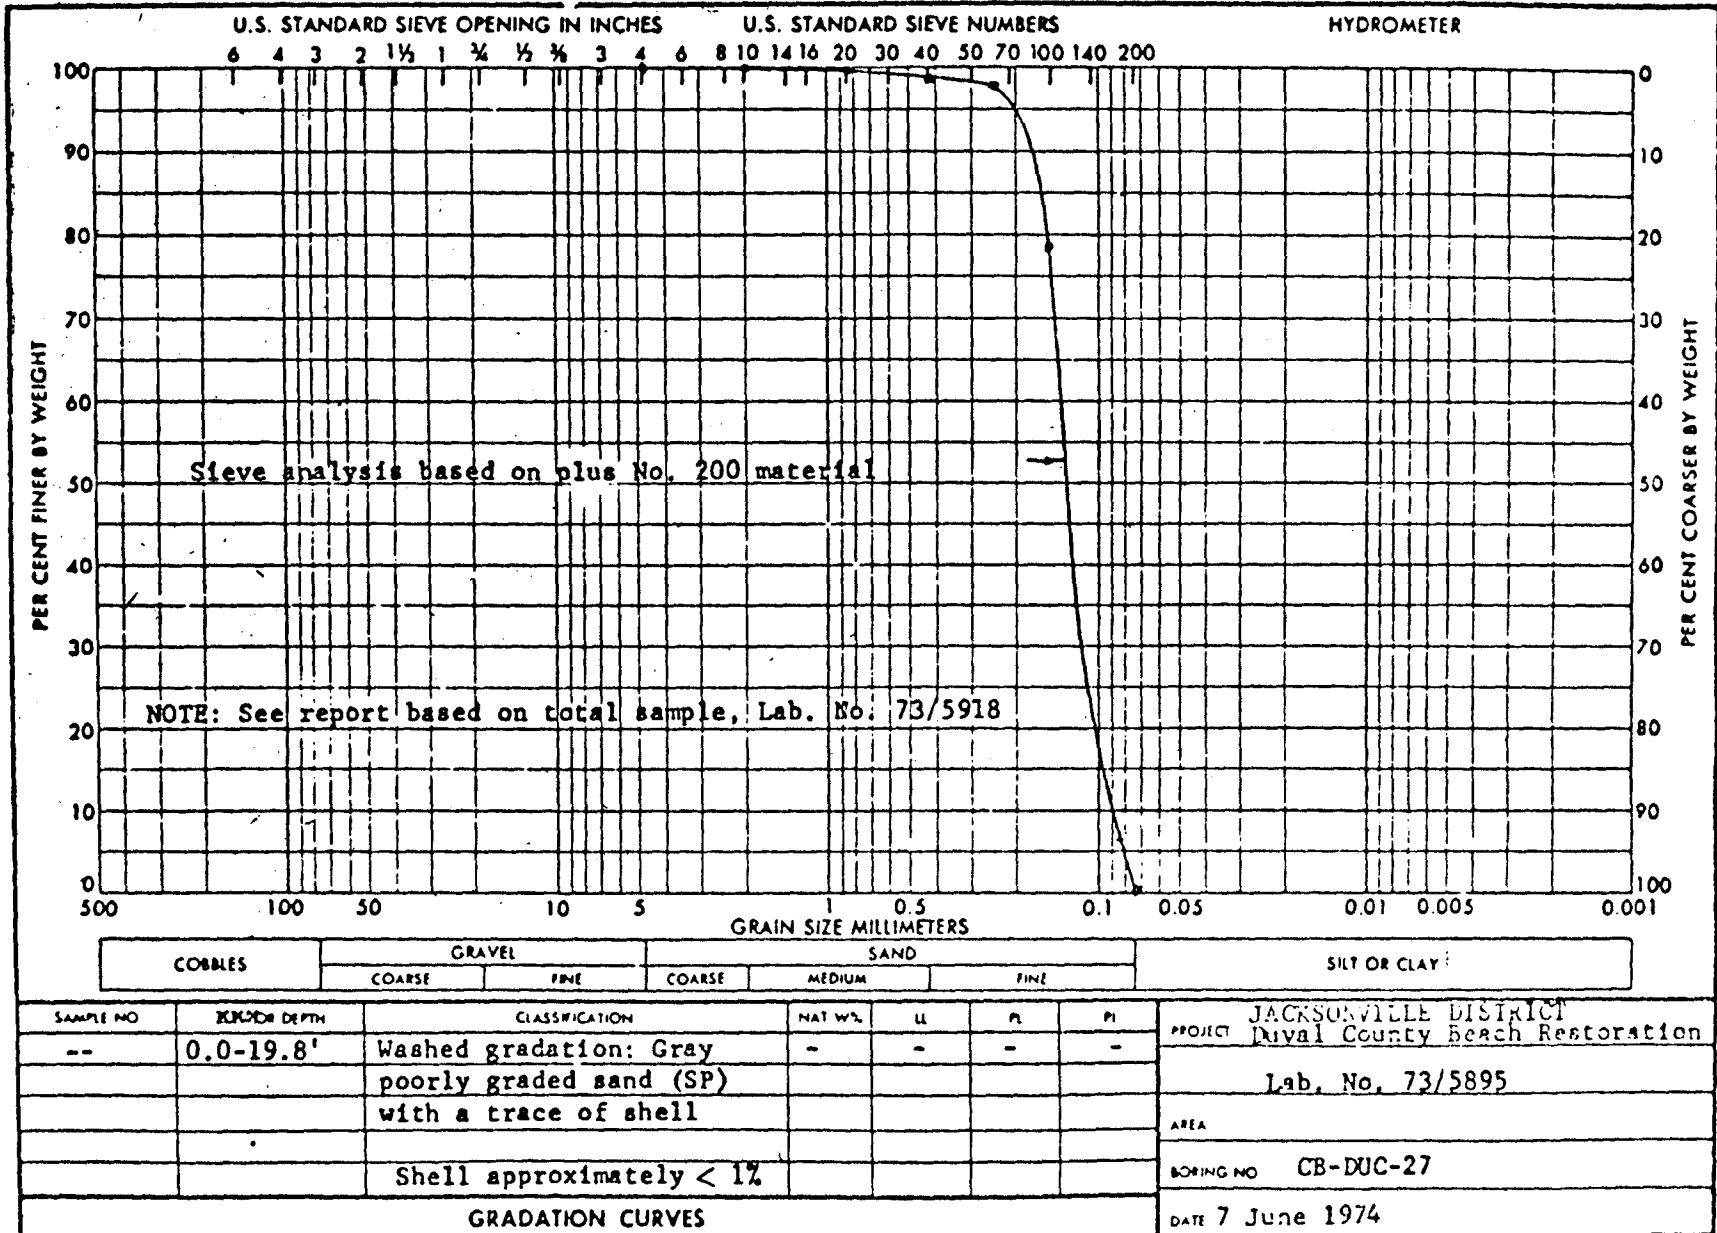 U.S. STANDARD SIEVE OPENING IN INCHES U.S. STANDARD SIEVE NUMBERS HYDROMETER
6 4 3 2 1½ 1 ¾ ½ ⅜ 3 4 6 8 10 14 16 20 30 40 50 70 100 140 200
100 0
90 10
80 20
70 30
60 40
Sieve analysis based on plus No. 200 material
50 50
40 60
30 70
NOTE: See report based on total sample, Lab. No. 73/5918
20 80
10 90
0 100
PER CENT FINER BY WEIGHT
PER CENT COARSER BY WEIGHT
500 100 50 10 5 1 0.5 0.1 0.05 0.01 0.005 0.001
GRAIN SIZE MILLIMETERS
COBBLES GRAVEL SAND SILT OR CLAY
COARSE FINE COARSE MEDIUM FINE
SAMPLE NO DEPTH CLASSIFICATION NAT W% LL PL PI
-- 0.0-19.8' Washed gradation: Gray - - - -
poorly graded sand (SP)
with a trace of shell
Shell approximately < 1%
GRADATION CURVES
JACKSONVILLE DISTRICT
PROJECT Duval County Beach Restoration
Lab. No. 73/5895
AREA
BORING NO CB-DUC-27
DATE 7 June 1974